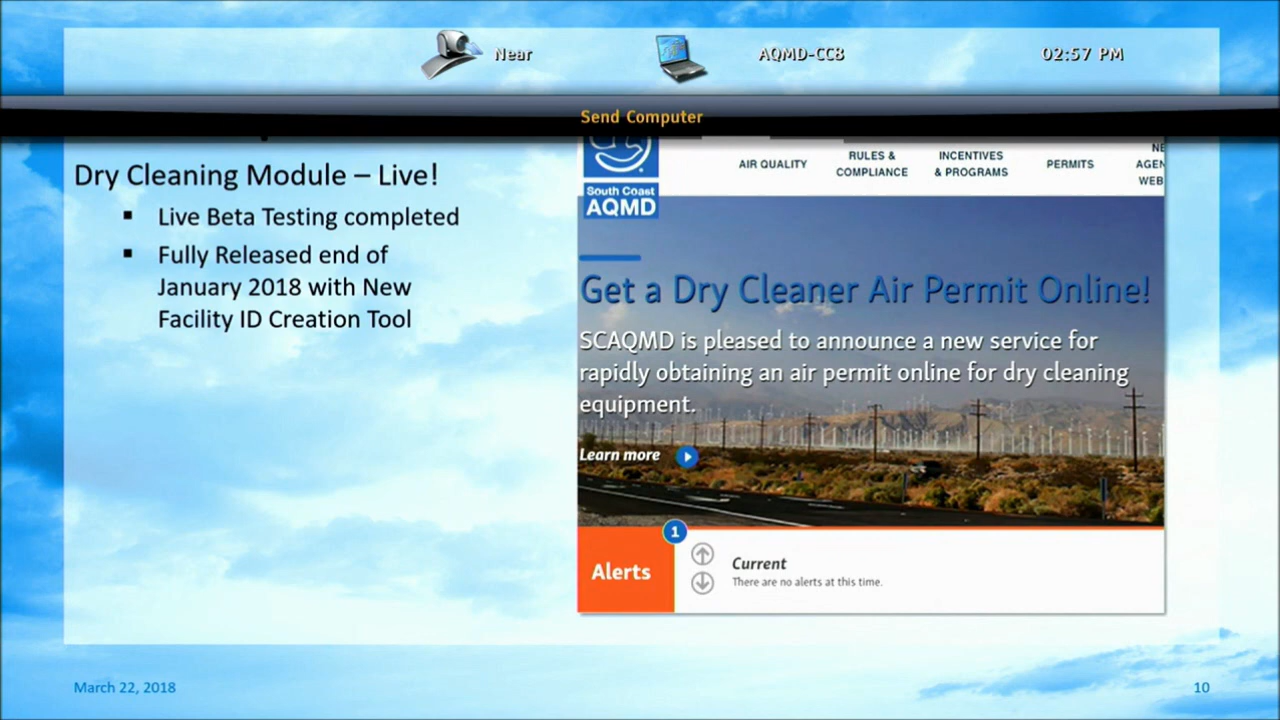 Near
AQMD-CC8
02:57 PM
Send Computer
Dry Cleaning Module – Live!
▪ Live Beta Testing completed
▪ Fully Released end of
January 2018 with New
Facility ID Creation Tool
South Coast
AQMD
AIR QUALITY
RULES &
COMPLIANCE
INCENTIVES
& PROGRAMS
PERMITS
NE
AGEN
WEB
Get a Dry Cleaner Air Permit Online!
SCAQMD is pleased to announce a new service for
rapidly obtaining an air permit online for dry cleaning
equipment.
Learn more
1
Alerts
Current
There are no alerts at this time.
March 22, 2018
10